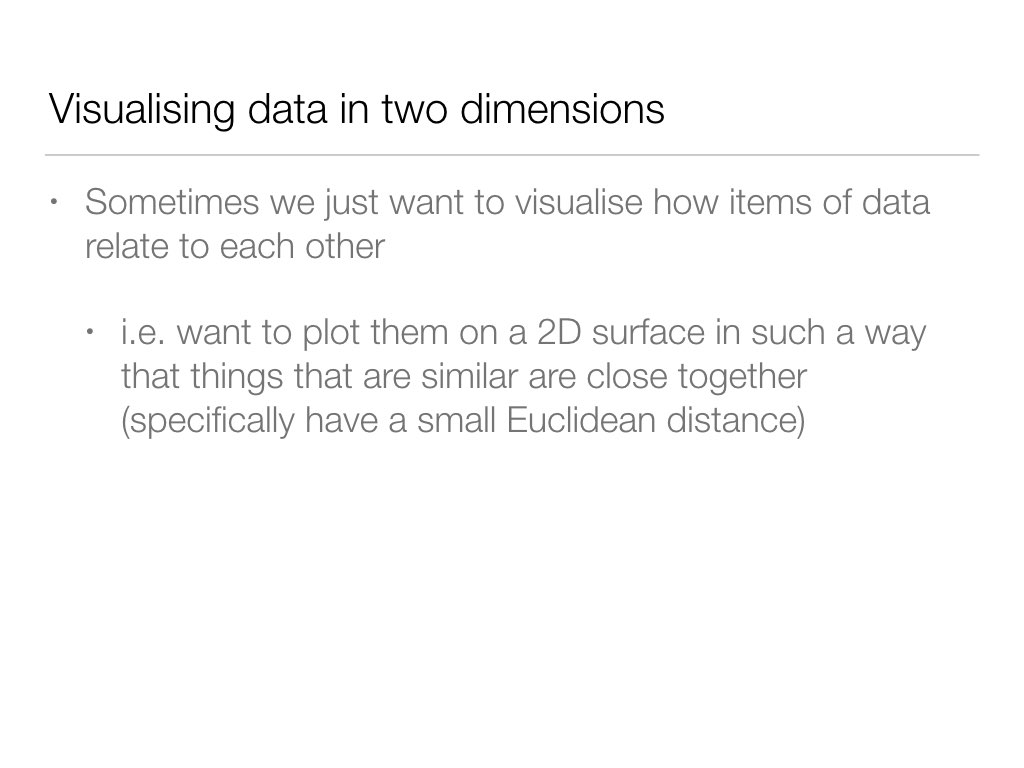 Visualising data in two dimensions
• Sometimes we just want to visualise how items of data
relate to each other
• i.e. want to plot them on a 2D surface in such a way
that things that are similar are close together
(specifically have a small Euclidean distance)